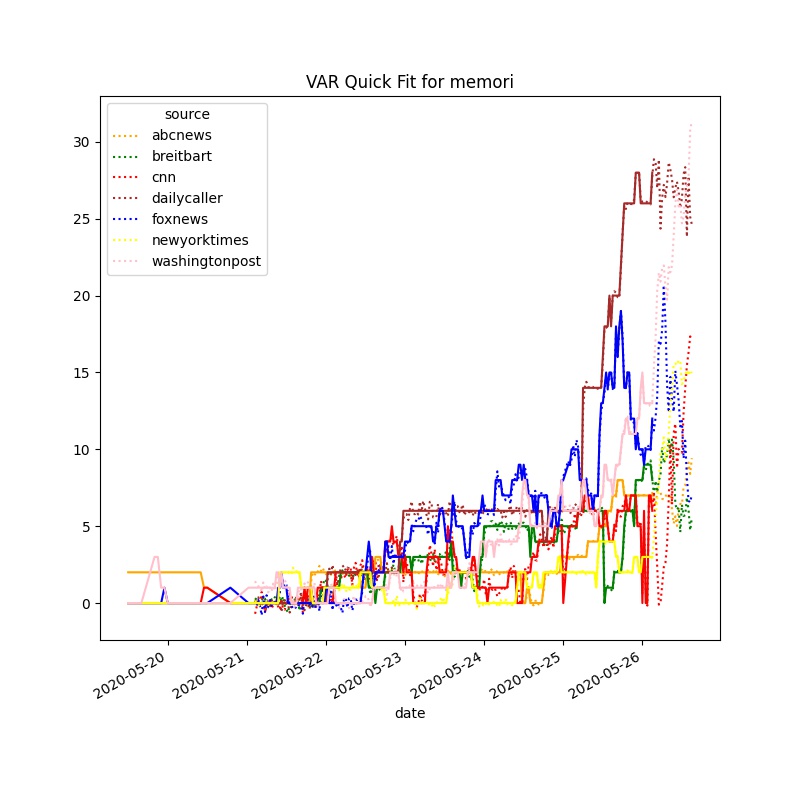 VAR Quick Fit for memori
source
abcnews
breitbart
cnn
dailycaller
foxnews
newyorktimes
washingtonpost
30
25
20
15
10
5
0
2020-05-20
2020-05-21
2020-05-22
2020-05-23
2020-05-24
2020-05-25
2020-05-26
date